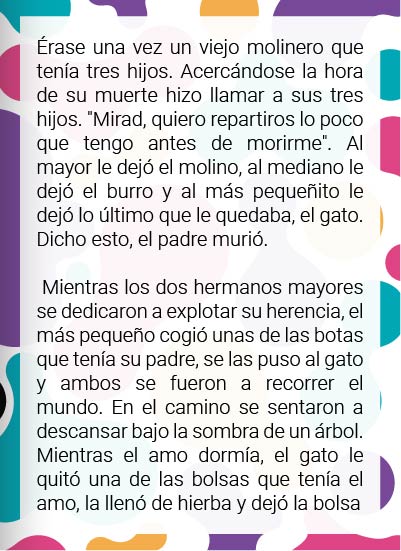 Érase una vez un viejo molinero que
tenía tres hijos. Acercándose la hora
de su muerte hizo llamar a sus tres
hijos. "Mirad, quiero repartiros lo poco
que tengo antes de morirme". Al
mayor le dejó el molino, al mediano le
dejó el burro y al más pequeñito le
dejó lo último que le quedaba, el gato.
Dicho esto, el padre murió.

Mientras los dos hermanos mayores
se dedicaron a explotar su herencia, el
más pequeño cogió unas de las botas
que tenía su padre, se las puso al gato
y ambos se fueron a recorrer el
mundo. En el camino se sentaron a
descansar bajo la sombra de un árbol.
Mientras el amo dormía, el gato le
quitó una de las bolsas que tenía el
amo, la llenó de hierba y dejó la bolsa